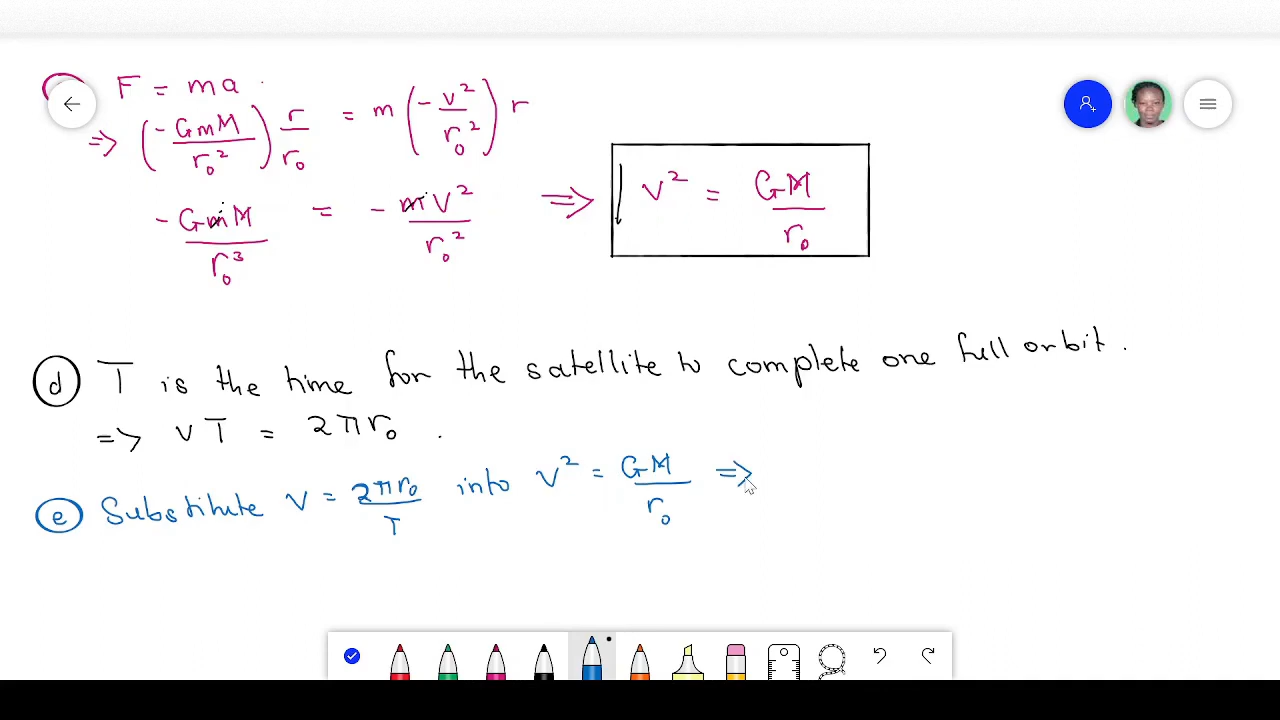 F = ma
=> (-GmM/r₀²) r/r₀ = m(-v²/r₀²) r
-GmM/r₀³ = -mv²/r₀² => v² = GM/r₀
(d) T is the time for the satellite to complete one full orbit.
=> vT = 2πr₀.
(e) Substitute V = 2πr₀/T into V² = GM/r₀ =>